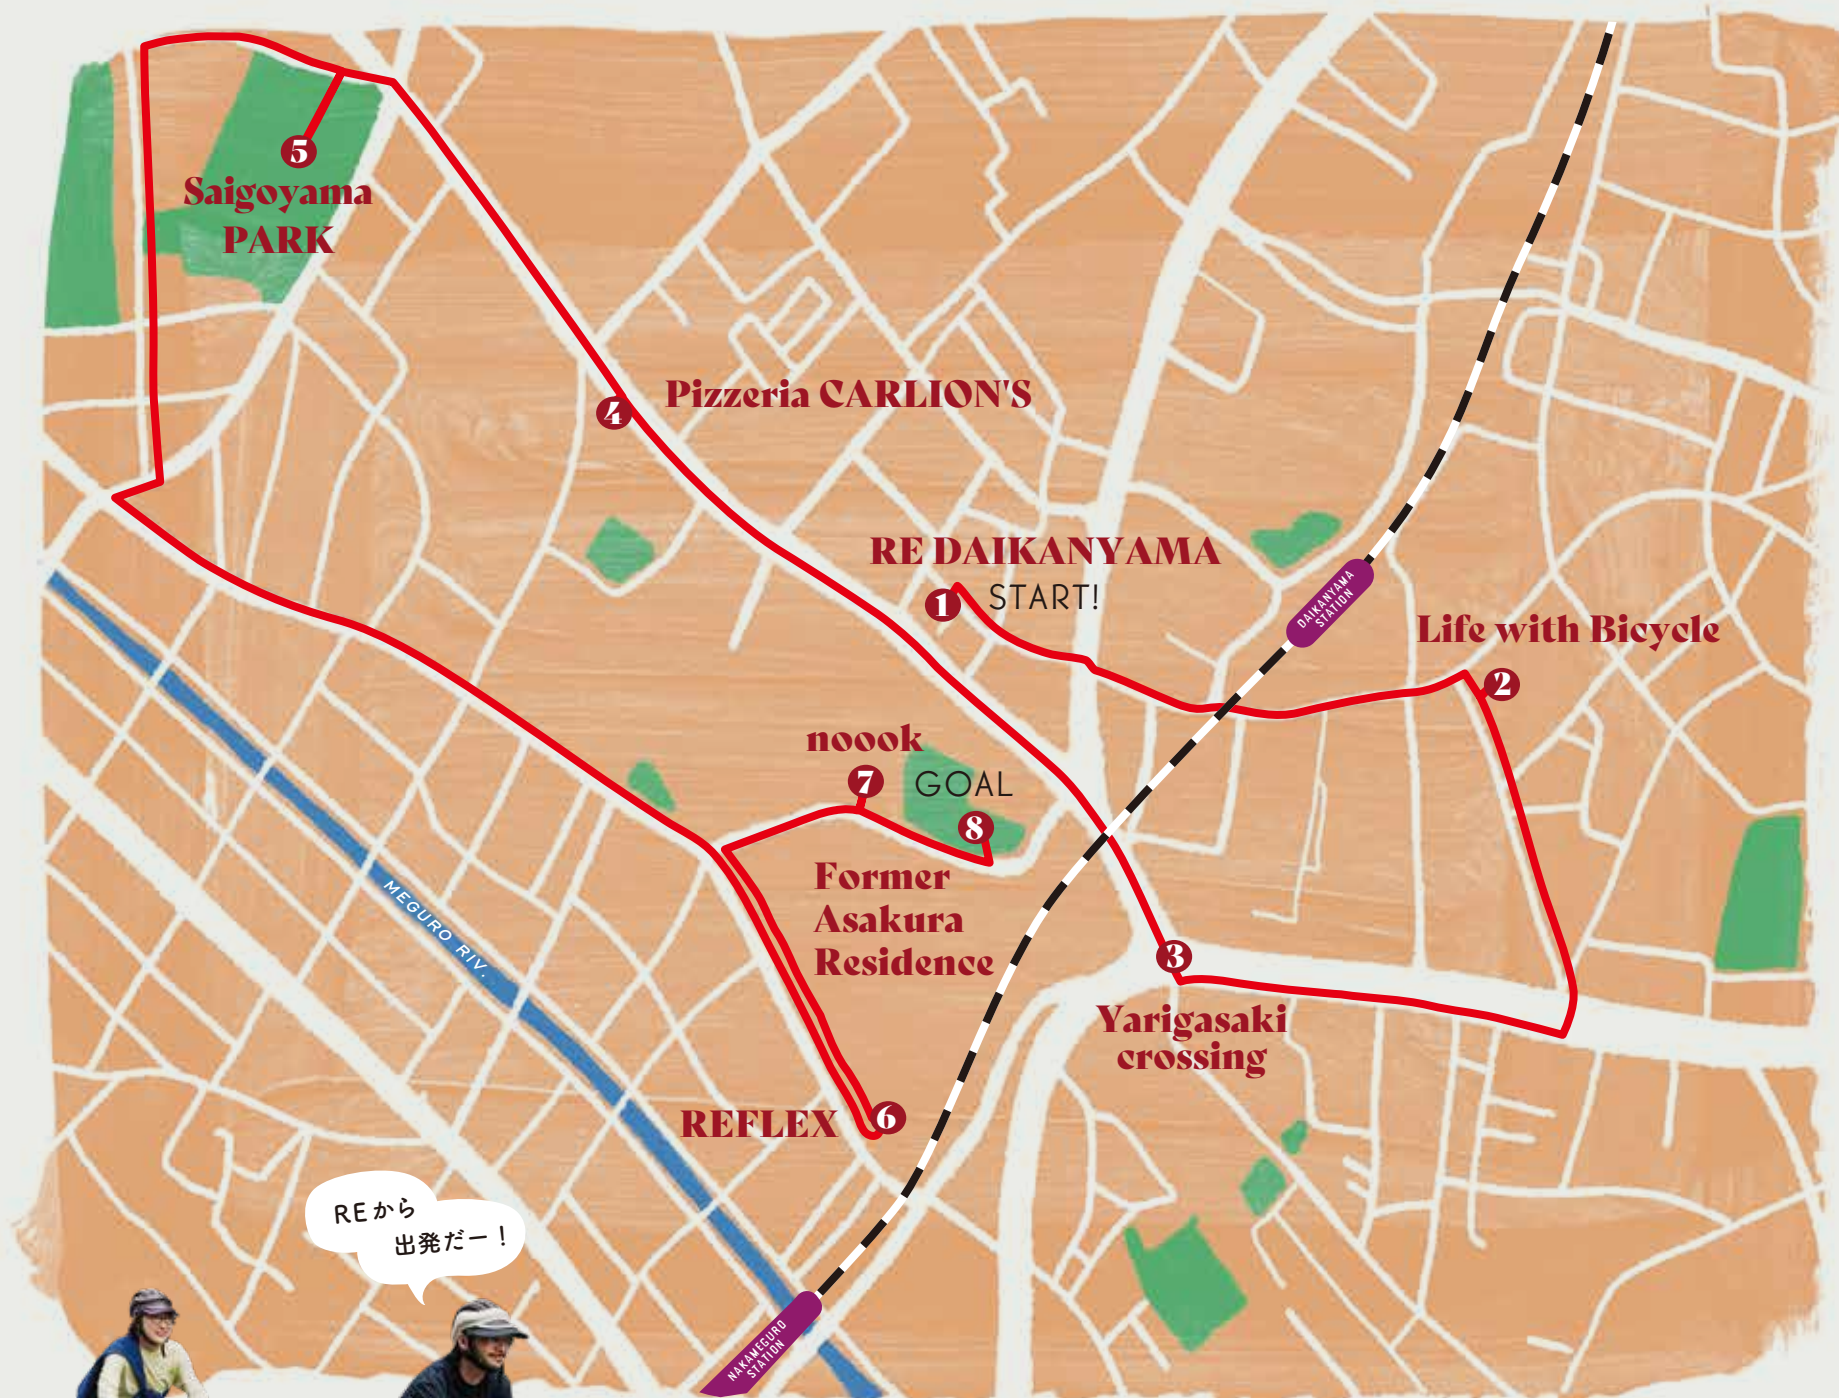 5
Saigoyama
PARK
4
Pizzeria CARLION'S
RE DAIKANYAMA
1
START!
DAIKANYAMA
STATION
Life with Bicycle
2
noook
7
GOAL
8
Former
Asakura
Residence
MEGURO RIV.
3
Yarigasaki
crossing
REFLEX
6
REから
出発だー！
NAKAMEGURO
STATION